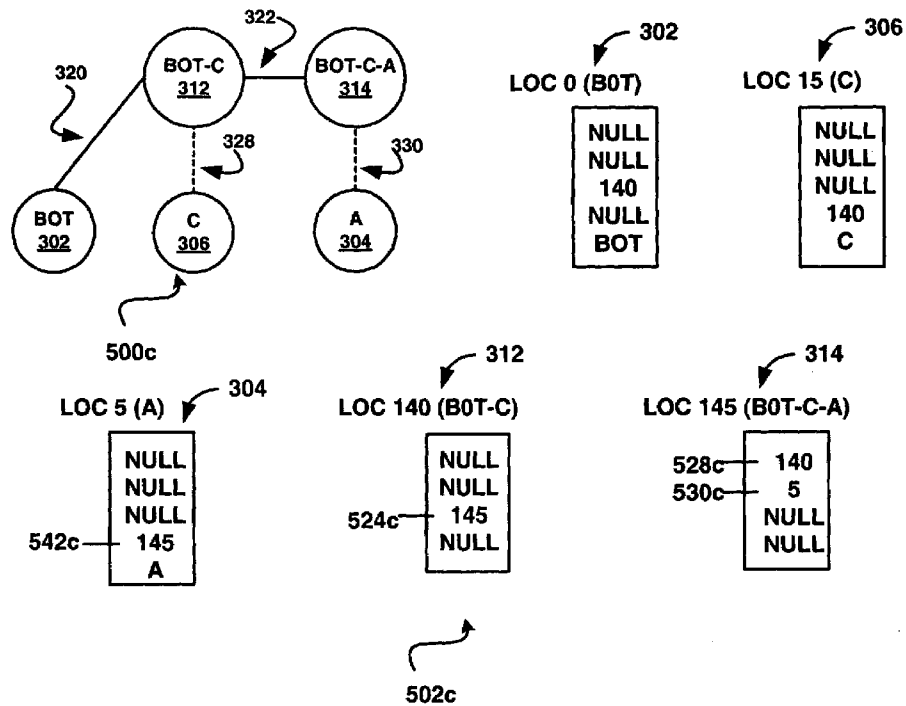 322
320
BOT-C
312
BOT-C-A
314
328
330
BOT
302
C
306
A
304
500c
302
LOC 0 (B0T)
NULL
NULL
140
NULL
BOT
306
LOC 15 (C)
NULL
NULL
NULL
140
C
304
LOC 5 (A)
NULL
NULL
NULL
542c
145
A
312
LOC 140 (B0T-C)
NULL
NULL
524c
145
NULL
314
LOC 145 (B0T-C-A)
528c
140
530c
5
NULL
NULL
502c